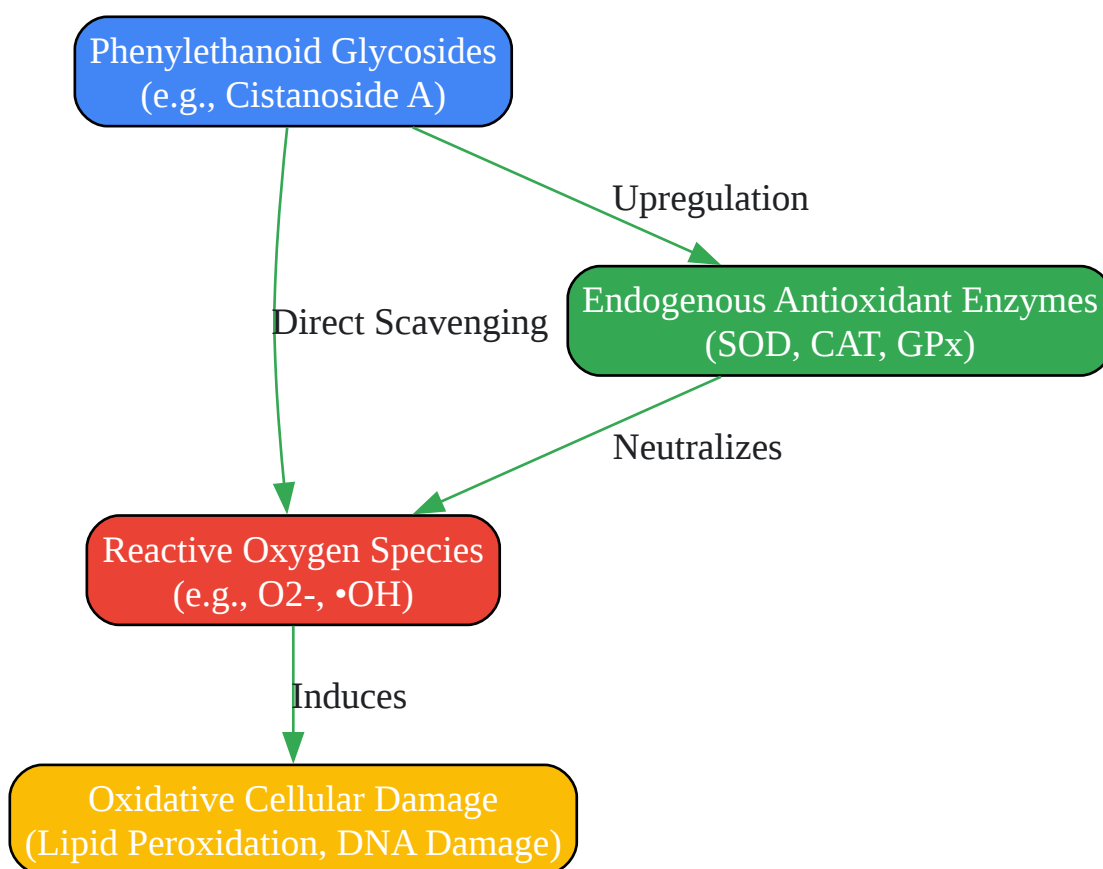 Phenylethanoid Glycosides
(e.g., Cistanoside A)
Upregulation
Endogenous Antioxidant Enzymes
(SOD, CAT, GPx)
Direct Scavenging
Neutralizes
Reactive Oxygen Species
(e.g., O2-, •OH)
Induces
Oxidative Cellular Damage
(Lipid Peroxidation, DNA Damage)